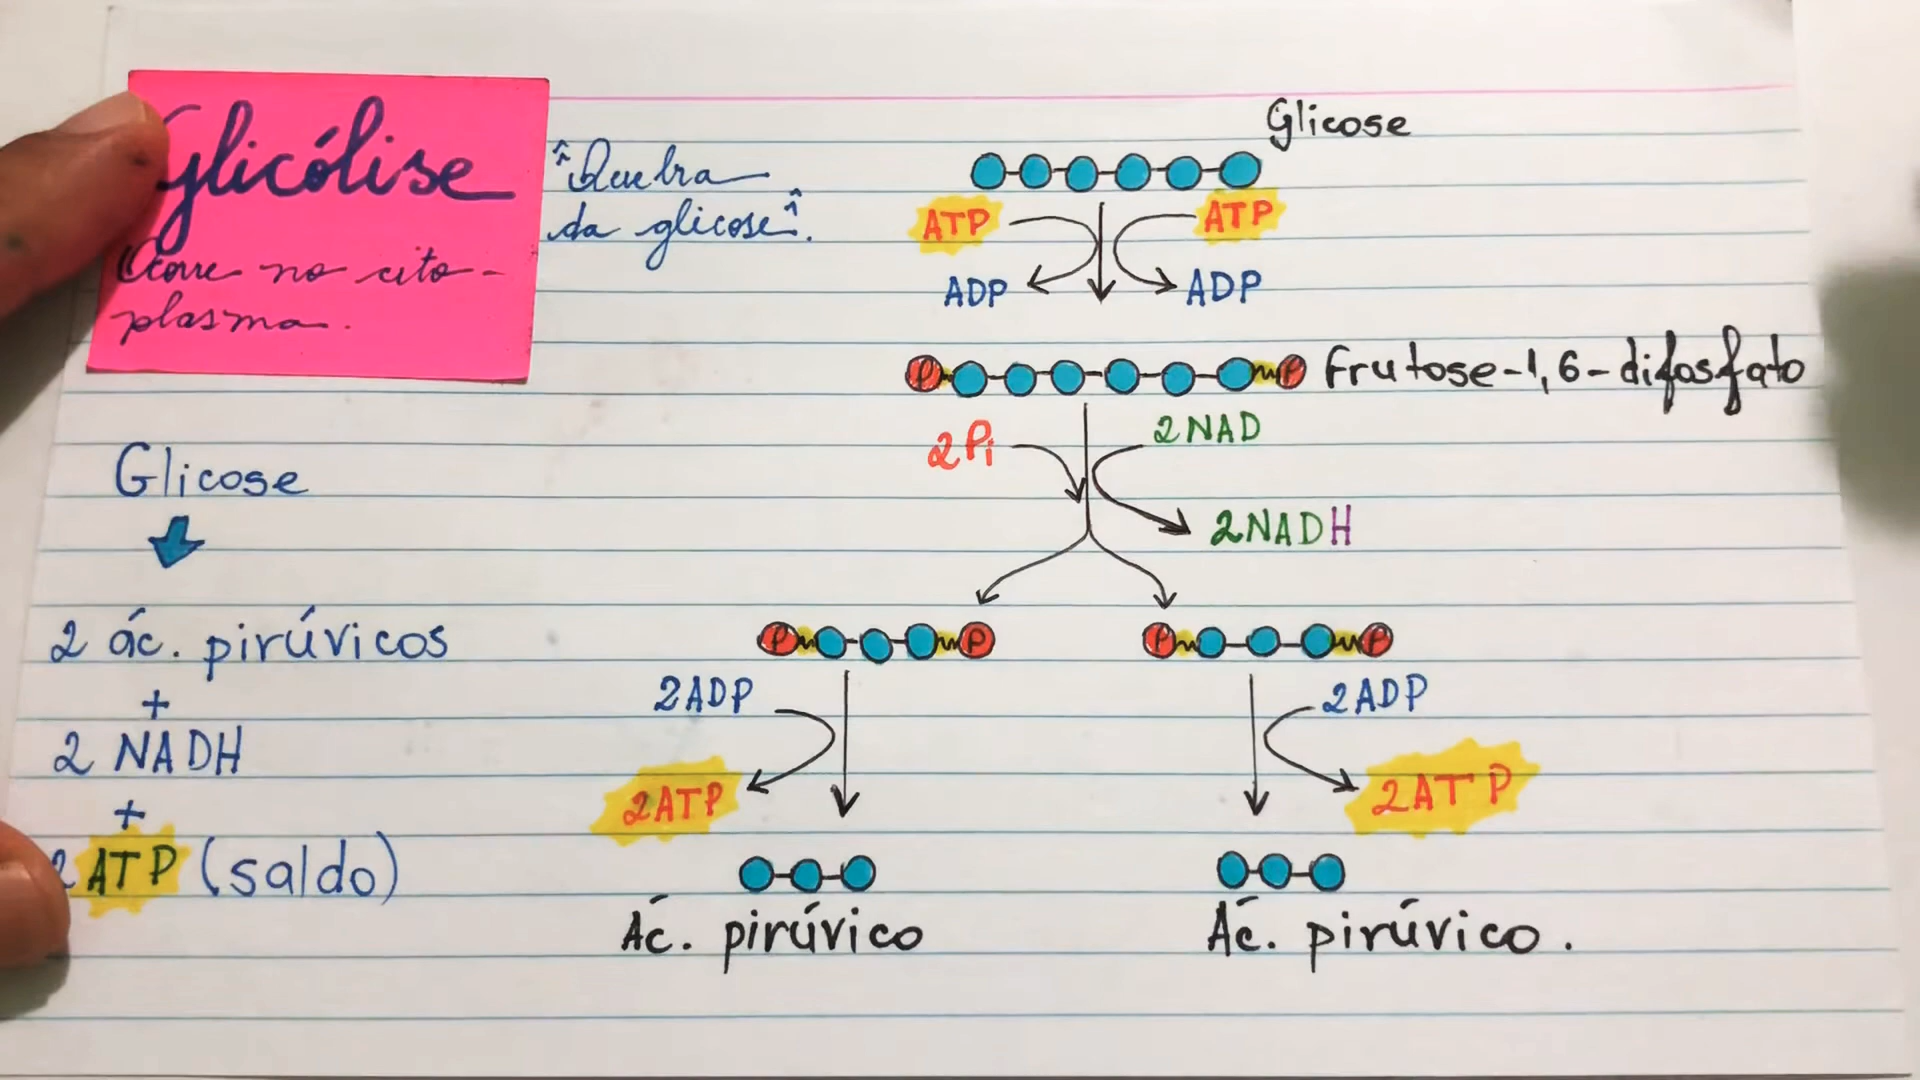 Glicólise
Ocorre no cito-
plasma.
"Quebra
da glicose".
Glicose
2 ác. pirúvicos
+
2 NADH
+
2 ATP (saldo)
Glicose
ATP ATP
ADP ADP
P P Frutose-1,6-difosfato
2Pi 2NAD
2NADH
P P P P
2ADP 2ADP
2ATP 2ATP
Ác. pirúvico Ác. pirúvico.